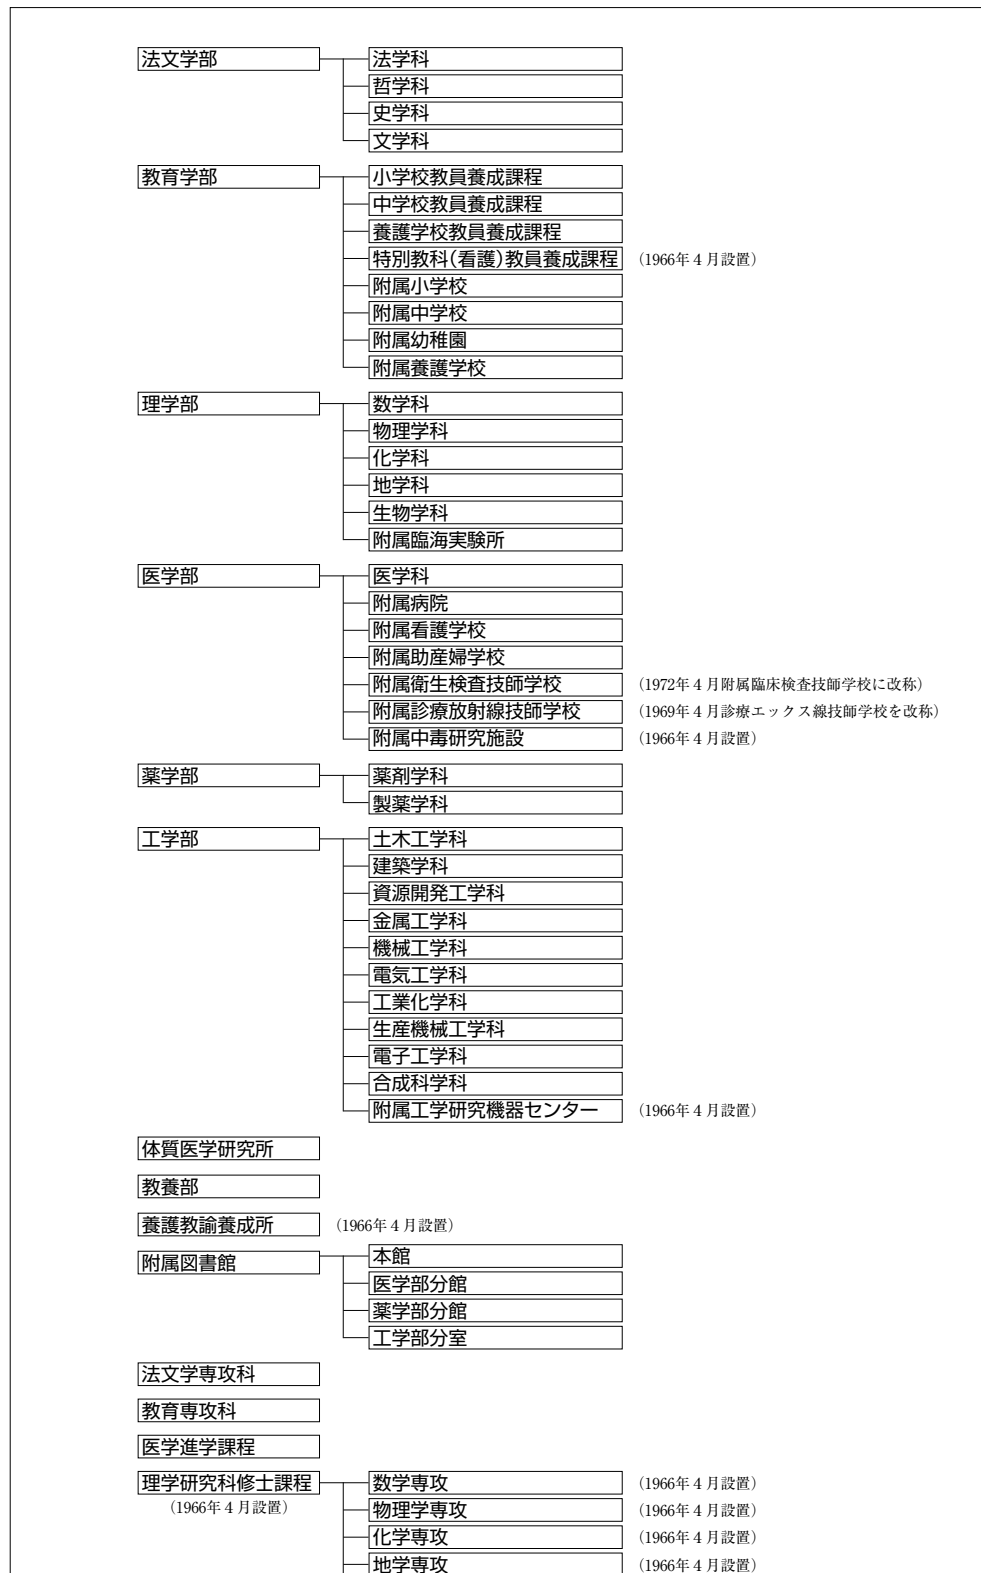 法文学部 法学科
哲学科
史学科
文学科
教育学部 小学校教員養成課程
中学校教員養成課程
養護学校教員養成課程
特別教科(看護)教員養成課程 (1966年4月設置)
附属小学校
附属中学校
附属幼稚園
附属養護学校
理学部 数学科
物理学科
化学科
地学科
生物学科
附属臨海実験所
医学部 医学科
附属病院
附属看護学校
附属助産婦学校
附属衛生検査技師学校 (1972年4月附属臨床検査技師学校に改称)
附属診療放射線技師学校 (1969年4月診療エックス線技師学校を改称)
附属中毒研究施設 (1966年4月設置)
薬学部 薬剤学科
製薬学科
工学部 土木工学科
建築学科
資源開発工学科
金属工学科
機械工学科
電気工学科
工業化学科
生産機械工学科
電子工学科
合成科学科
附属工学研究機器センター (1966年4月設置)
体質医学研究所
教養部
養護教諭養成所 (1966年4月設置)
附属図書館 本館
医学部分館
薬学部分館
工学部分室
法文学専攻科
教育専攻科
医学進学課程
理学研究科修士課程 数学専攻 (1966年4月設置)
(1966年4月設置) 物理学専攻 (1966年4月設置)
化学専攻 (1966年4月設置)
地学専攻 (1966年4月設置)